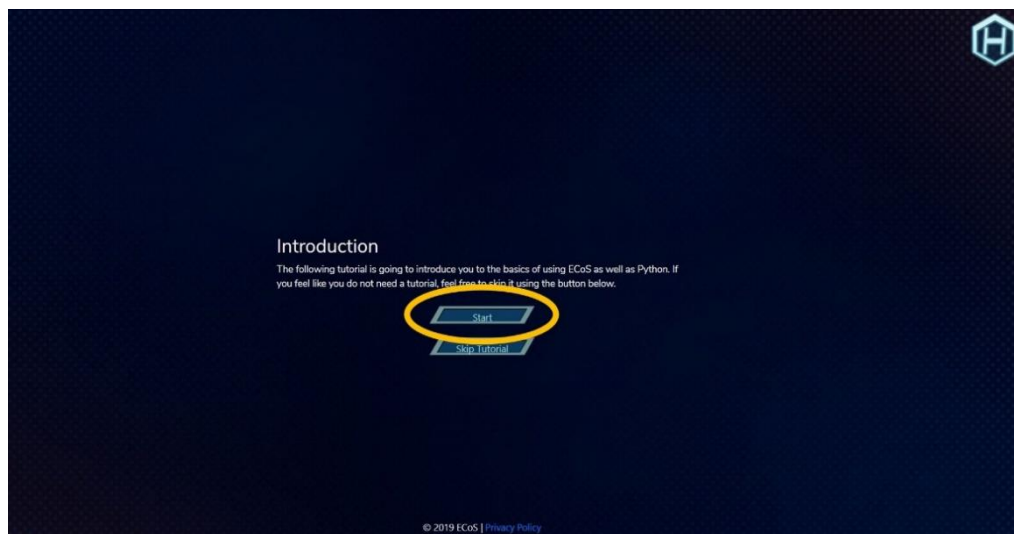 H
Introduction
The following tutorial is going to introduce you to the basics of using ECoS as well as Python. If
you feel like you do not need a tutorial, feel free to skip it using the button below.
Start
Skip Tutorial
© 2019 ECoS | Privacy Policy